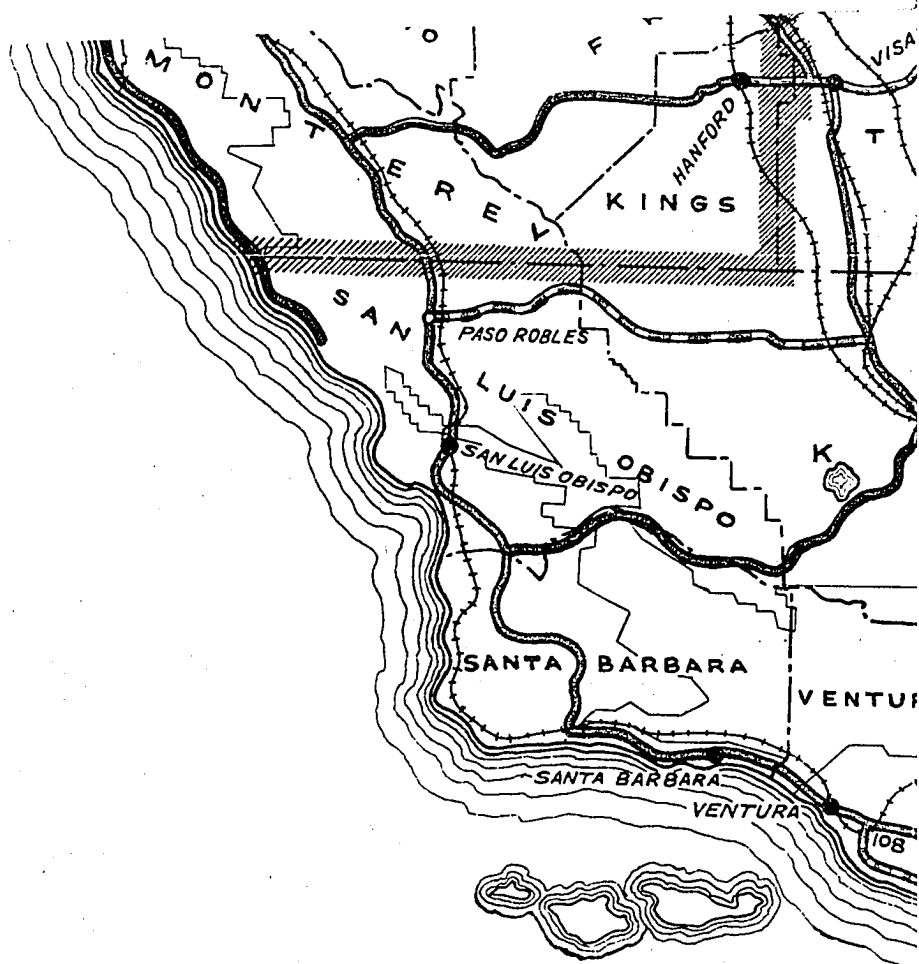 O
F
VISA
MONTEREY
T
HANFORD
KINGS
SAN
PASO ROBLES
LUIS
K
SAN LUIS OBISPO
OBISPO
SANTA BARBARA
VENTUR
SANTA BARBARA
VENTURA
108